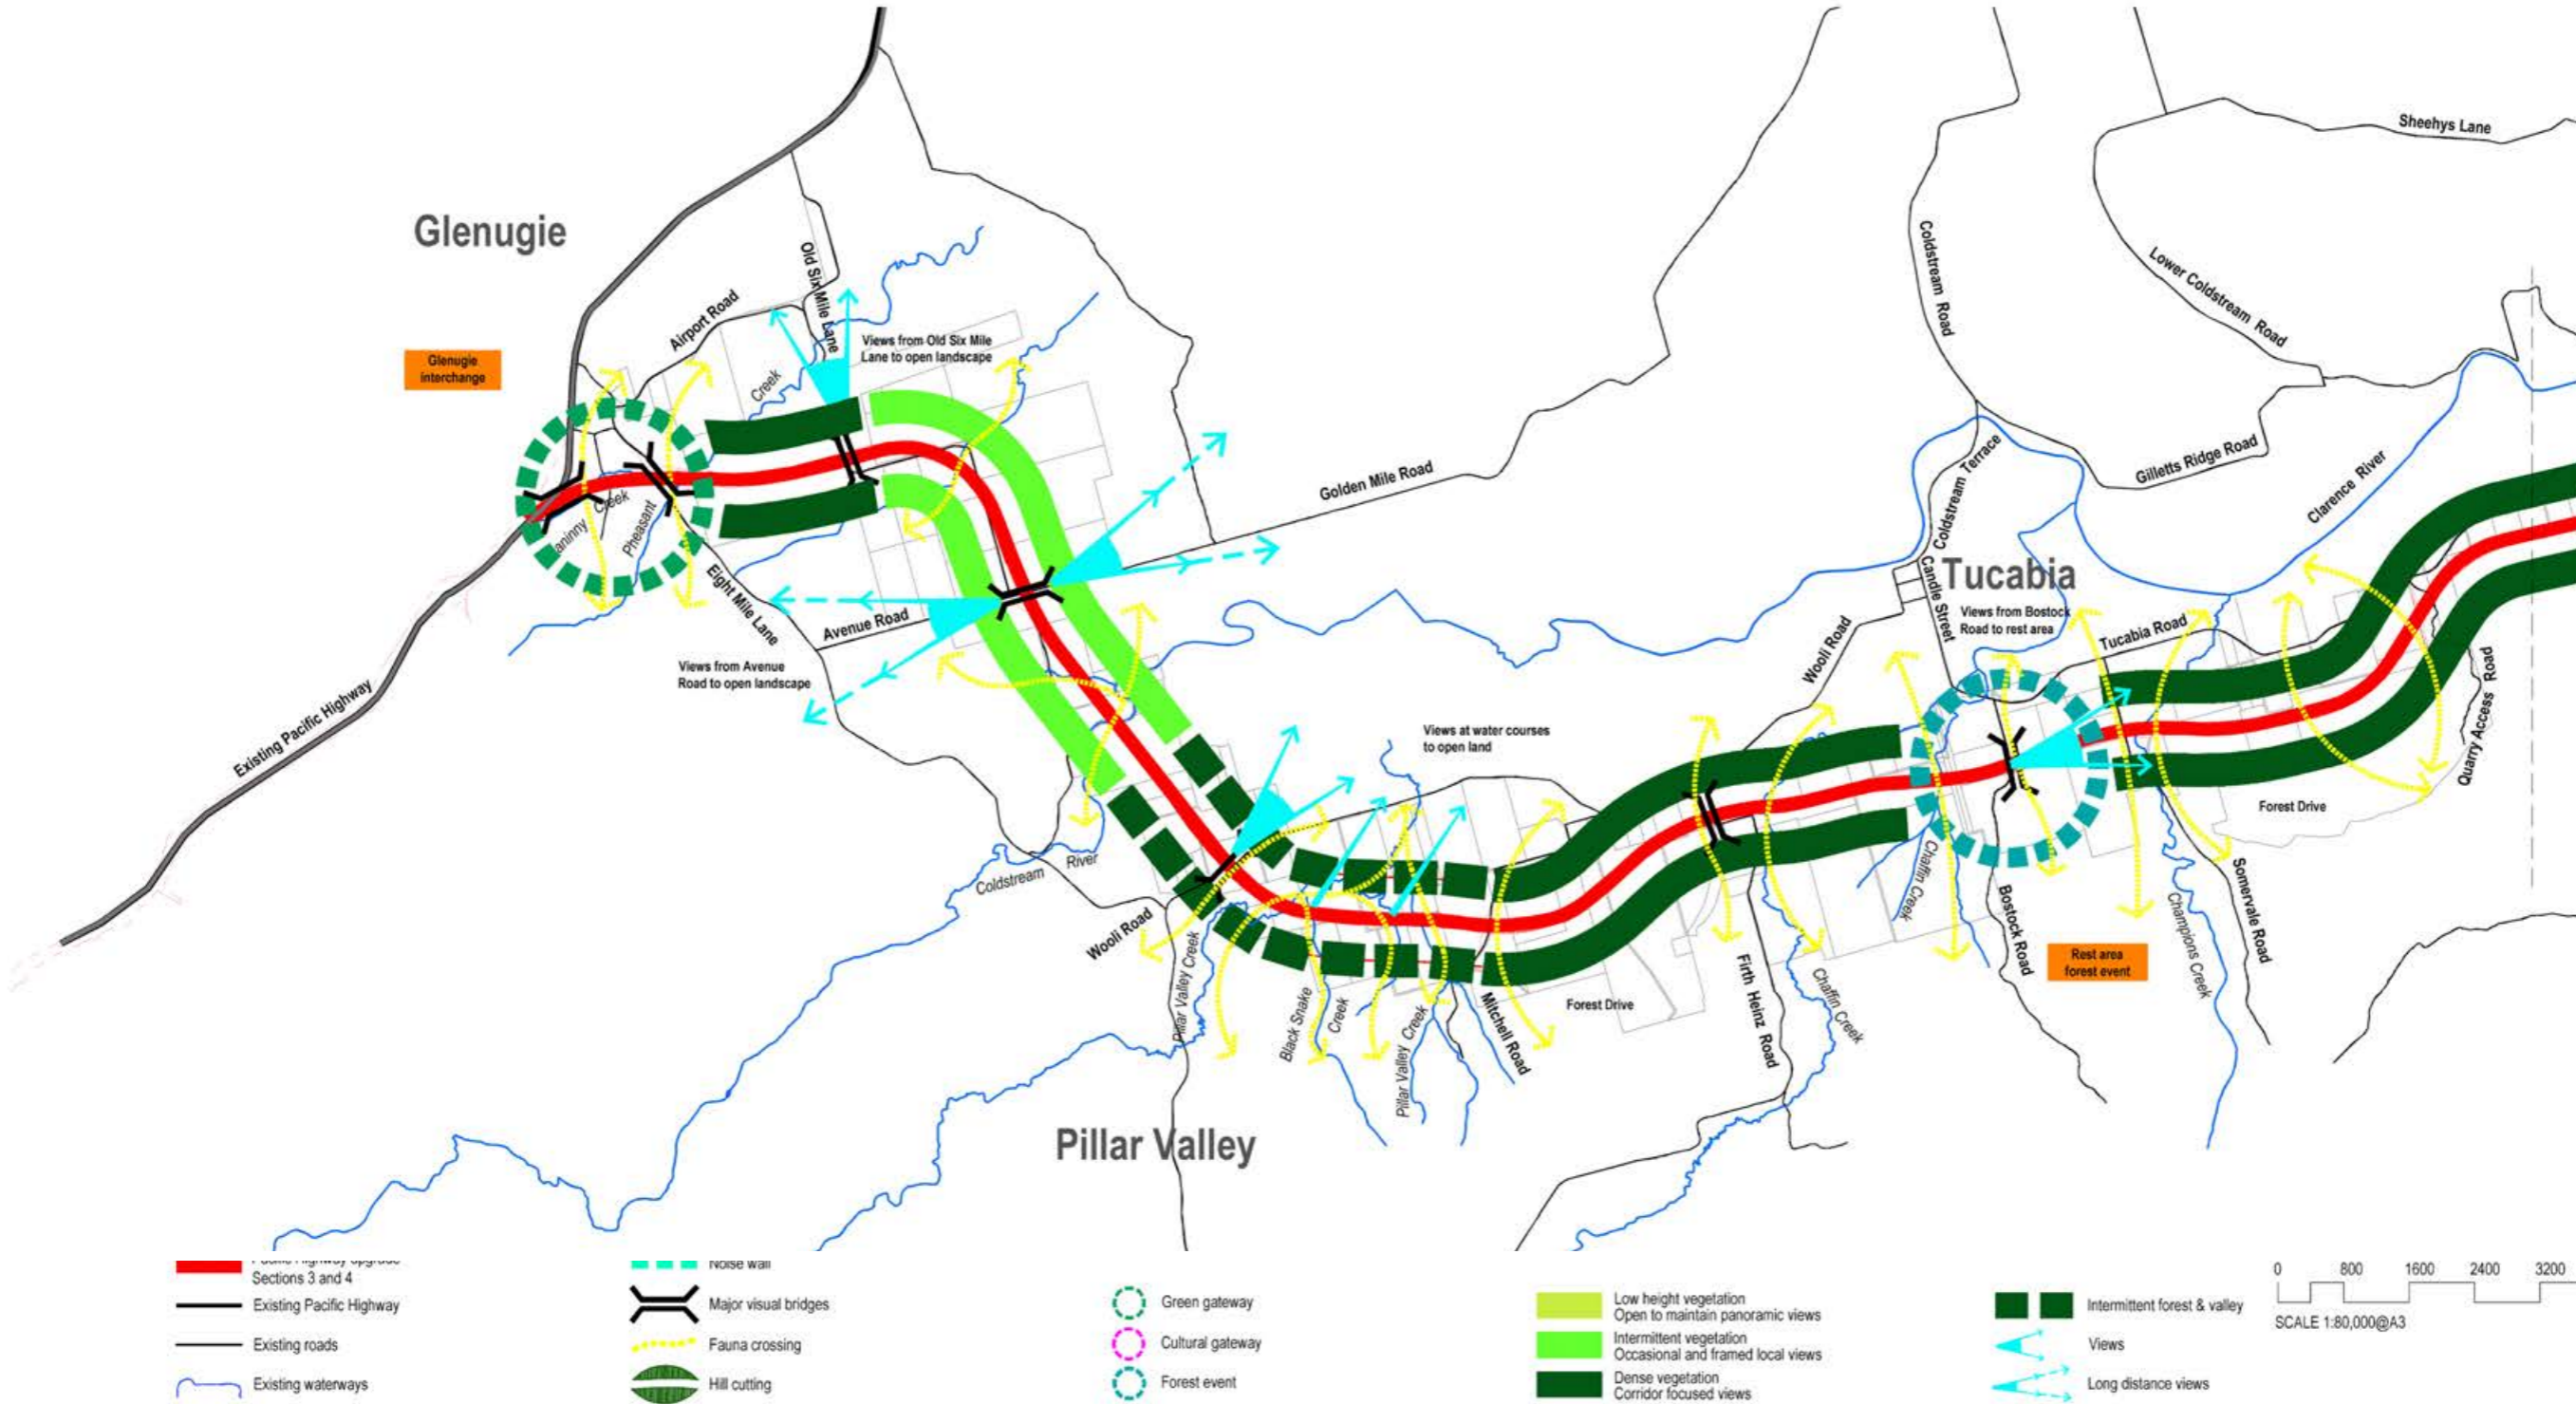 Sheehys Lane
Glenugie
Old Six Mile Lane
Coldstream Road
Lower Coldstream Road
Airport Road
Views from Old Six Mile
Lane to open landscape
Glenugie
interchange
Creek
Golden Mile Road
Coldstream Terrace
Gilletts Ridge Road
Clarence River
aninny Creek
Pheasant
Eight Mile Lane
Avenue Road
Candle Street
Tucabia
Views from Bostock
Road to rest area
Tucabia Road
Wooli Road
Quarry Access Road
Views from Avenue
Road to open landscape
Existing Pacific Highway
Views at water courses
to open land
Forest Drive
Coldstream River
Wooli Road
Pillar Valley Creek
Black Snake
Creek
Pillar Valley Creek
Mitchell Road
Forest Drive
Firth Heinz Road
Chaffin Creek
Chaffin Creek
Bostock Road
Rest area
forest event
Champions Creek
Somervale Road
Pillar Valley
Pacific Highway upgrade
Sections 3 and 4
Existing Pacific Highway
Existing roads
Existing waterways
Noise wall
Major visual bridges
Fauna crossing
Hill cutting
Green gateway
Cultural gateway
Forest event
Low height vegetation
Open to maintain panoramic views
Intermittent vegetation
Occasional and framed local views
Dense vegetation
Corridor focused views
Intermittent forest & valley
Views
Long distance views
0 800 1600 2400 3200
SCALE 1:80,000@A3